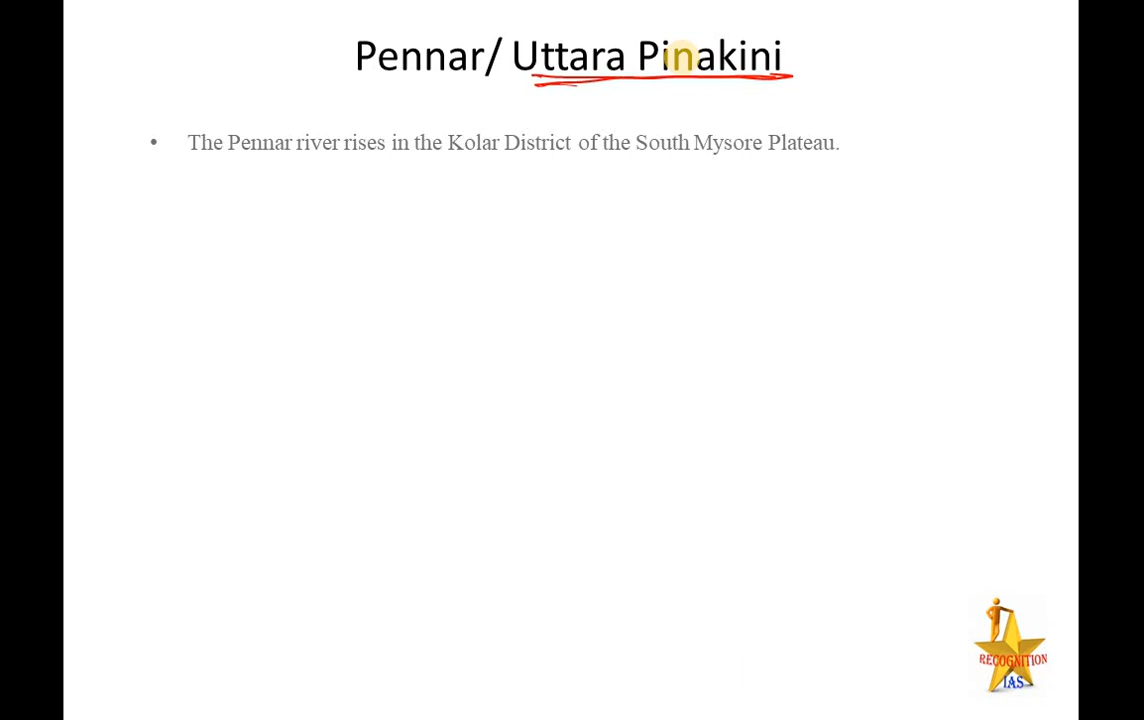 Pennar/ Uttara Pinakini
• The Pennar river rises in the Kolar District of the South Mysore Plateau.
RECOGNITION
IAS